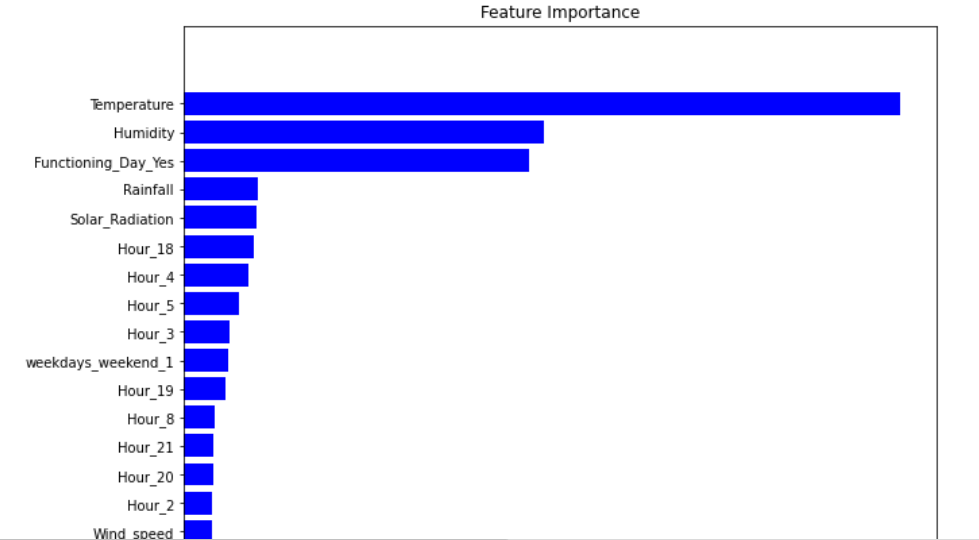 Feature Importance
Temperature
Humidity
Functioning_Day_Yes
Rainfall
Solar_Radiation
Hour_18
Hour_4
Hour_5
Hour_3
weekdays_weekend_1
Hour_19
Hour_8
Hour_21
Hour_20
Hour_2
Wind_speed